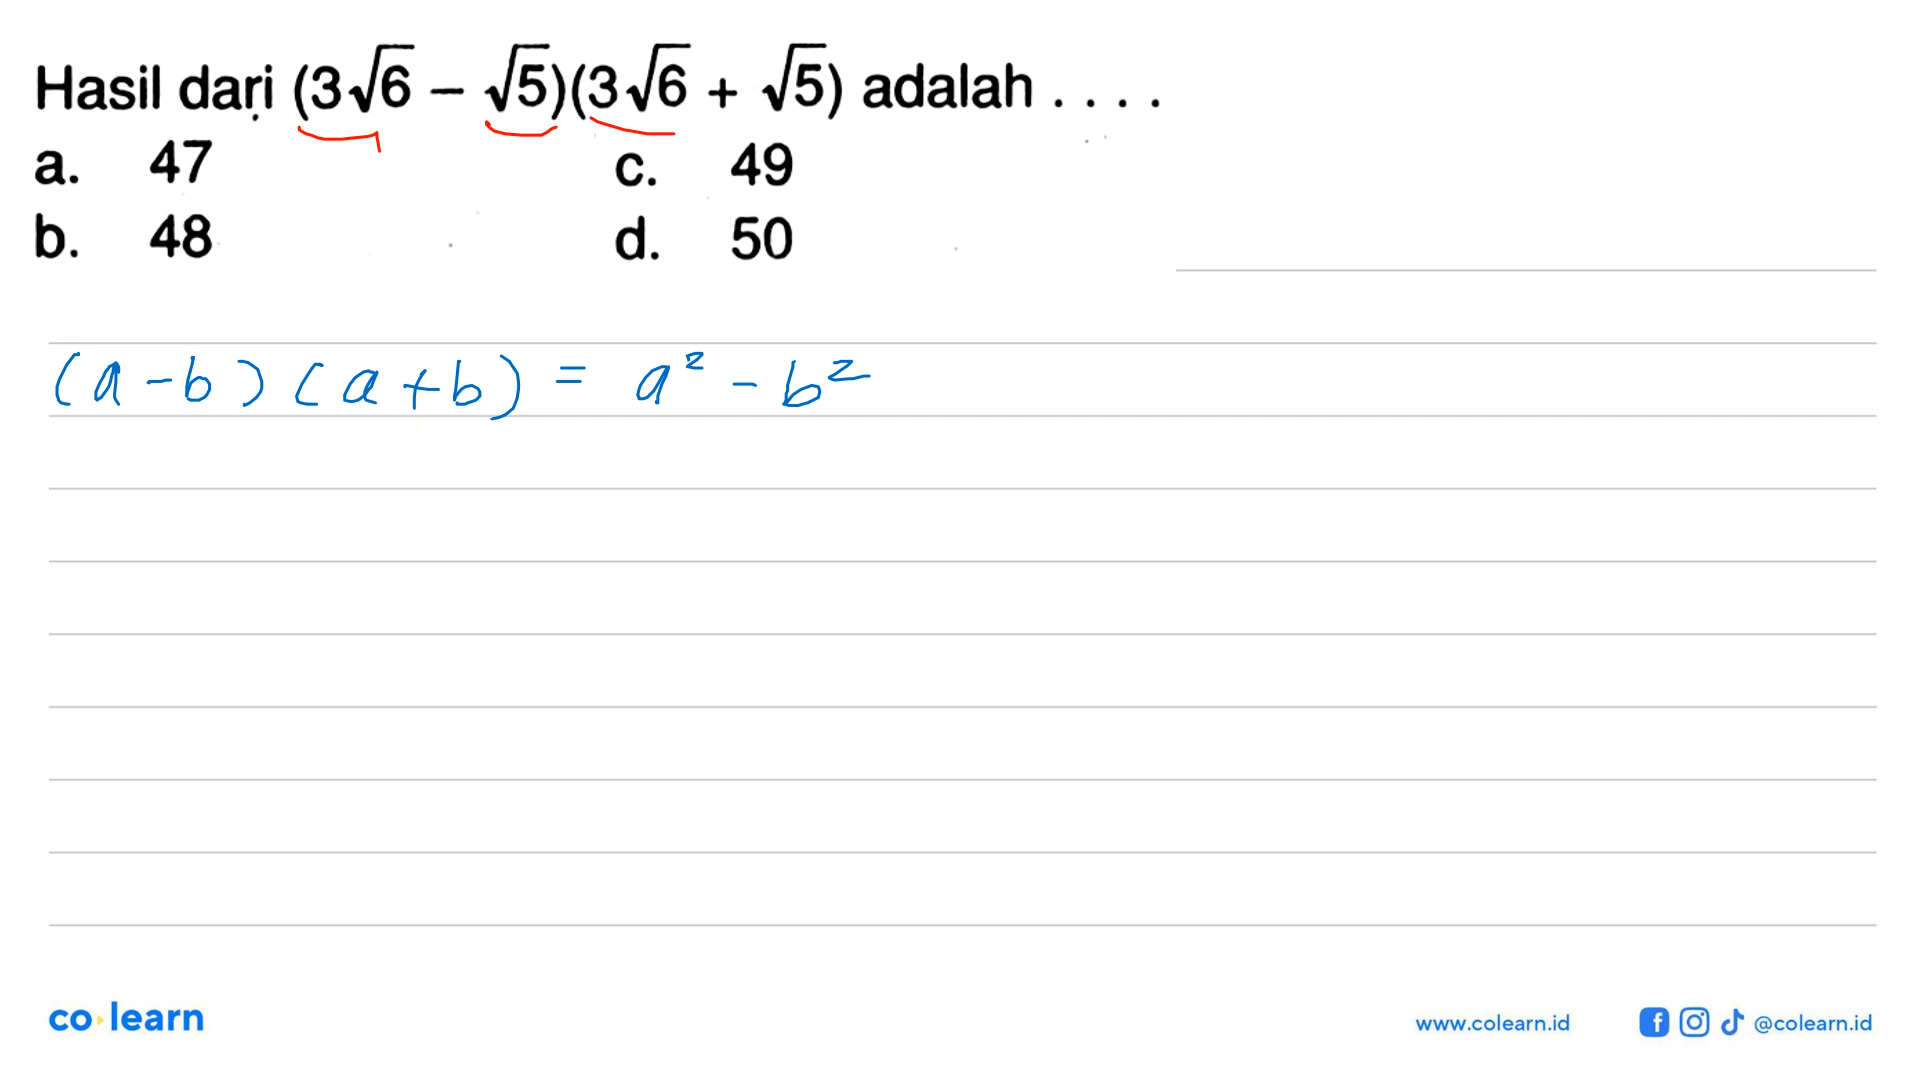 Hasil dari (3√6 − √5)(3√6 + √5) adalah . . . .
a. 47 c. 49
b. 48 d. 50
(a-b)(a+b) = a² - b²
co learn www.colearn.id @colearn.id